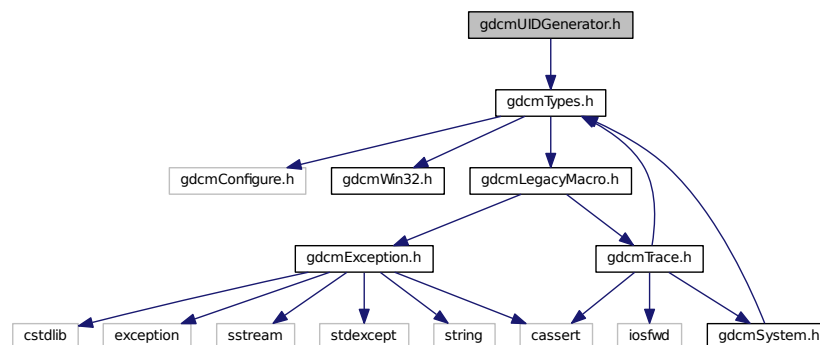 gdcmUIDGenerator.h
gdcmTypes.h
gdcmConfigure.h
gdcmWin32.h
gdcmLegacyMacro.h
gdcmException.h
gdcmTrace.h
cstdlib
exception
sstream
stdexcept
string
cassert
iosfwd
gdcmSystem.h